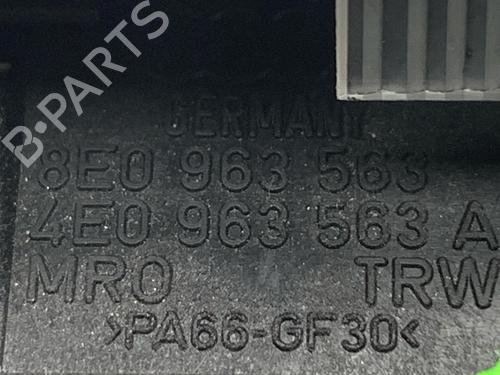 B·PARTS
GERMANY
8E0 963 563
4E0 963 563 A
MRO TRW
>PA66-GF30<